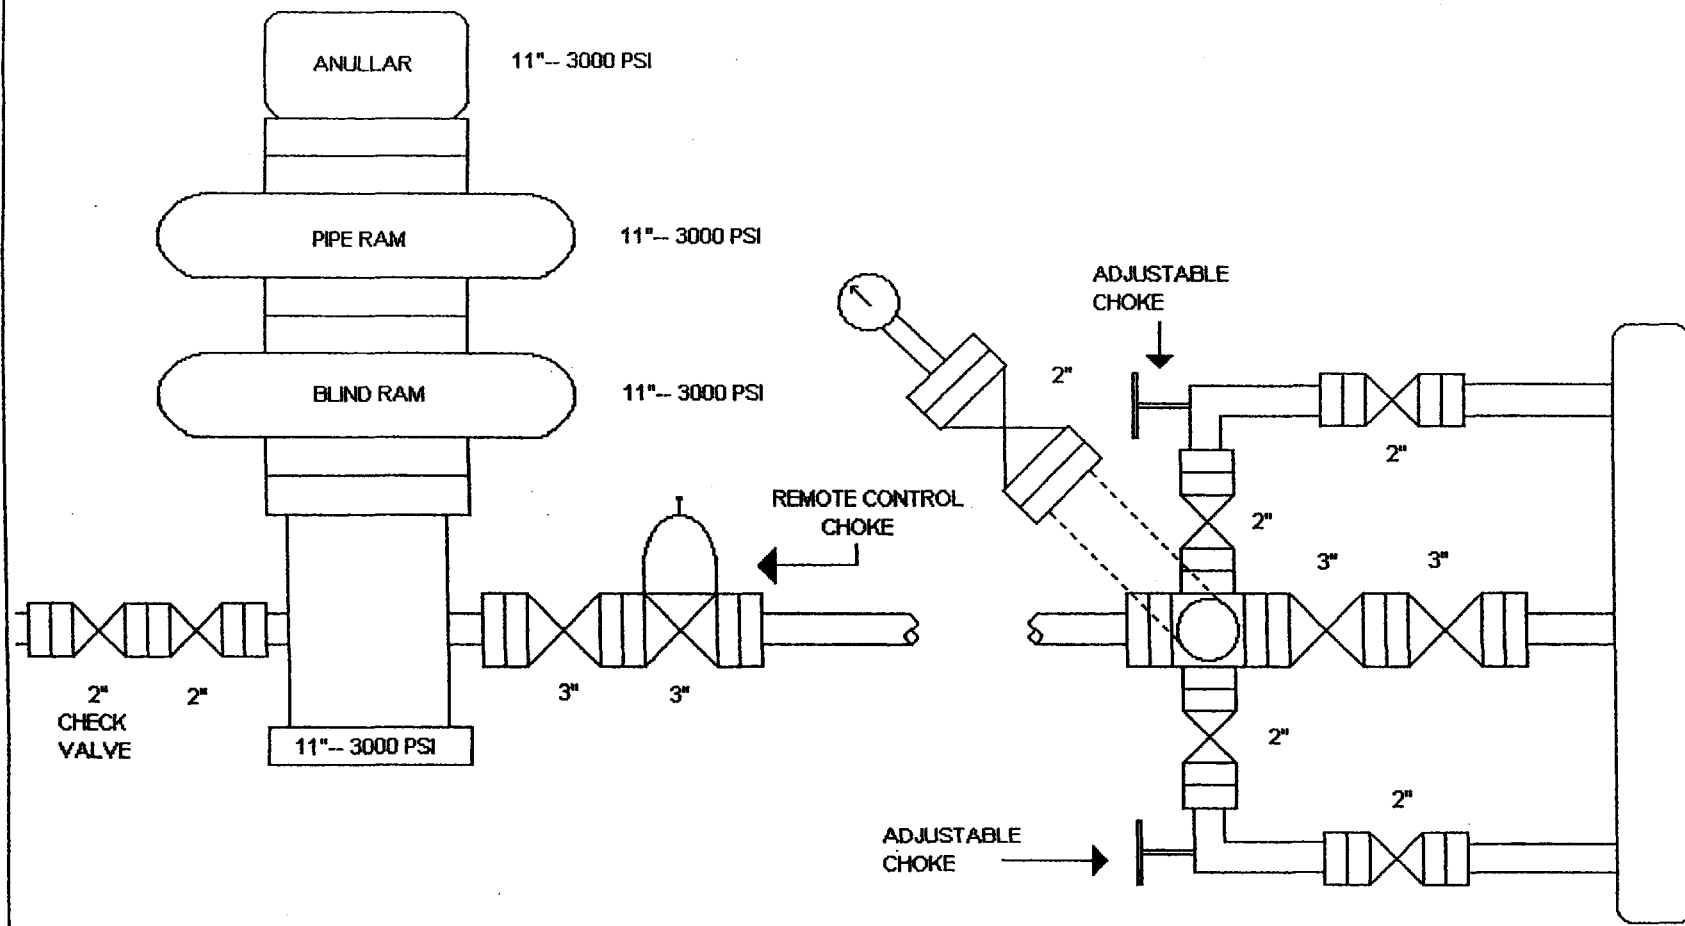 ANULLAR
11"-- 3000 PSI
PIPE RAM
11"-- 3000 PSI
BLIND RAM
11"-- 3000 PSI
ADJUSTABLE
CHOKE
2"
2"
2"
REMOTE CONTROL
CHOKE
3"
3"
2"
2"
CHECK
VALVE
3"
3"
11"-- 3000 PSI
2"
2"
ADJUSTABLE
CHOKE